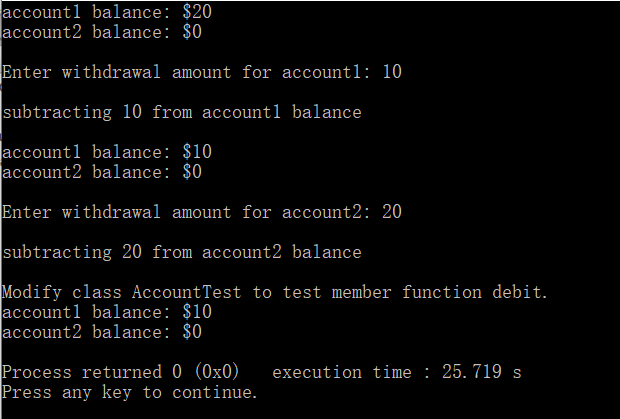 account1 balance: $20
account2 balance: $0
Enter withdrawal amount for account1: 10
subtracting 10 from account1 balance
account1 balance: $10
account2 balance: $0
Enter withdrawal amount for account2: 20
subtracting 20 from account2 balance
Modify class AccountTest to test member function debit.
account1 balance: $10
account2 balance: $0
Process returned 0 (0x0)   execution time : 25.719 s
Press any key to continue.